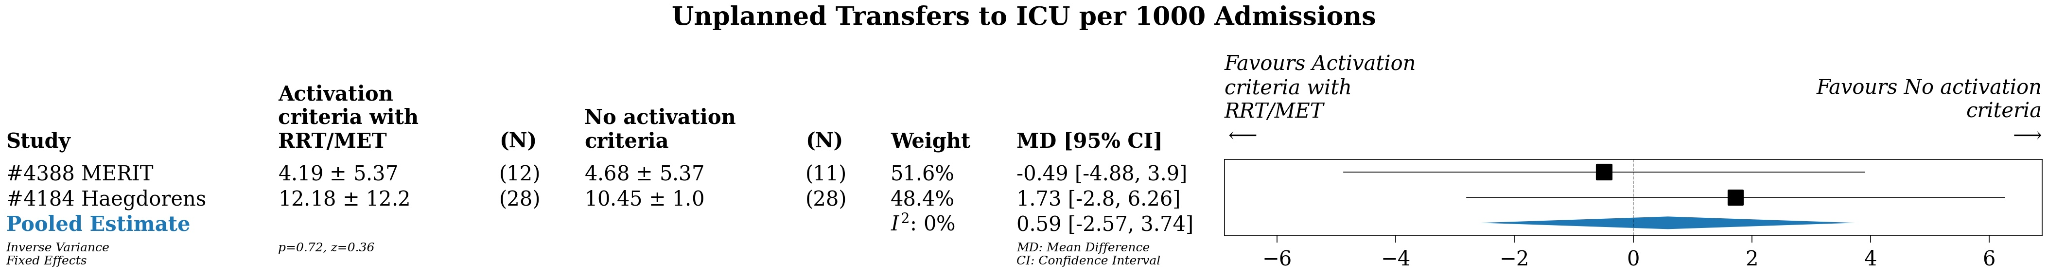 Unplanned Transfers to ICU per 1000 Admissions
Favours Activation
criteria with
RRT/MET
Favours No activation
criteria
← →
Activation
criteria with
RRT/MET
No activation
criteria
Study (N) (N) Weight MD [95% CI]
#4388 MERIT 4.19 ± 5.37 (12) 4.68 ± 5.37 (11) 51.6% -0.49 [-4.88, 3.9]
#4184 Haegdorens 12.18 ± 12.2 (28) 10.45 ± 1.0 (28) 48.4% 1.73 [-2.8, 6.26]
Pooled Estimate I²: 0% 0.59 [-2.57, 3.74]
Inverse Variance p=0.72, z=0.36 MD: Mean Difference
Fixed Effects CI: Confidence Interval
−6 −4 −2 0 2 4 6